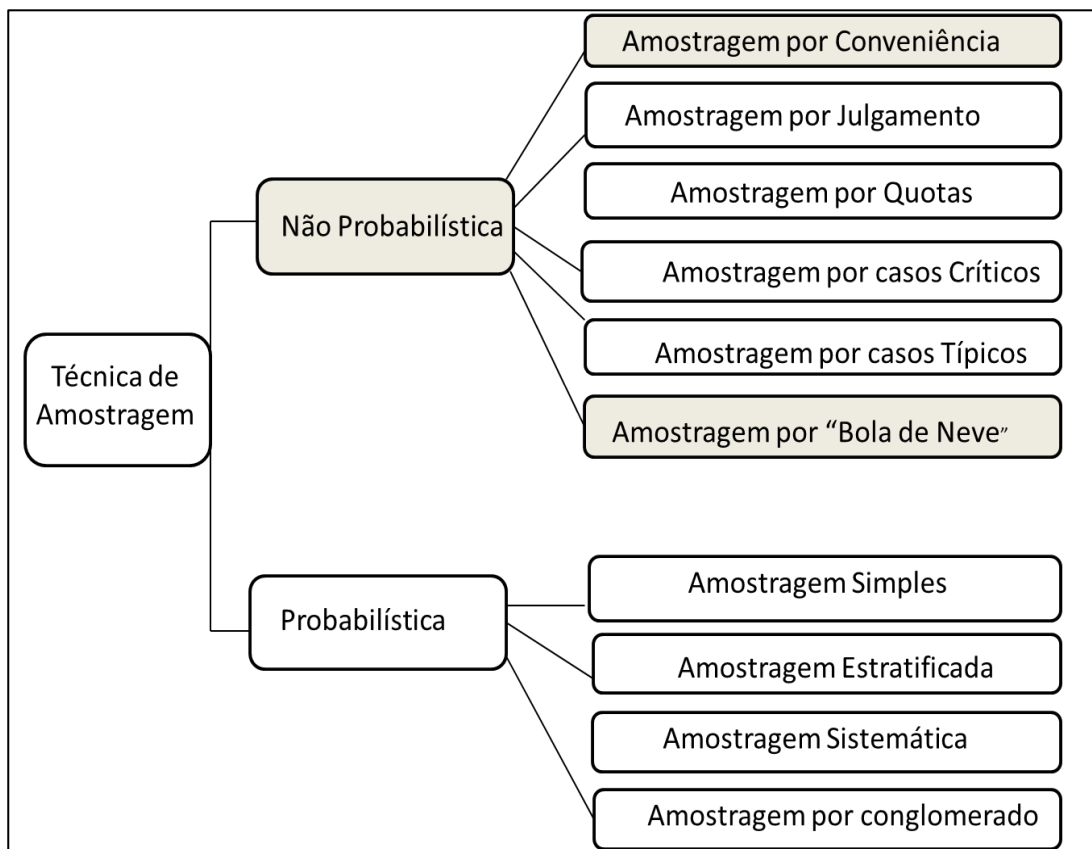 Amostragem por Conveniência
Amostragem por Julgamento
Amostragem por Quotas
Não Probabilística
Amostragem por casos Críticos
Amostragem por casos Típicos
Técnica de
Amostragem
Amostragem por “Bola de Neve”
Amostragem Simples
Probabilística
Amostragem Estratificada
Amostragem Sistemática
Amostragem por conglomerado